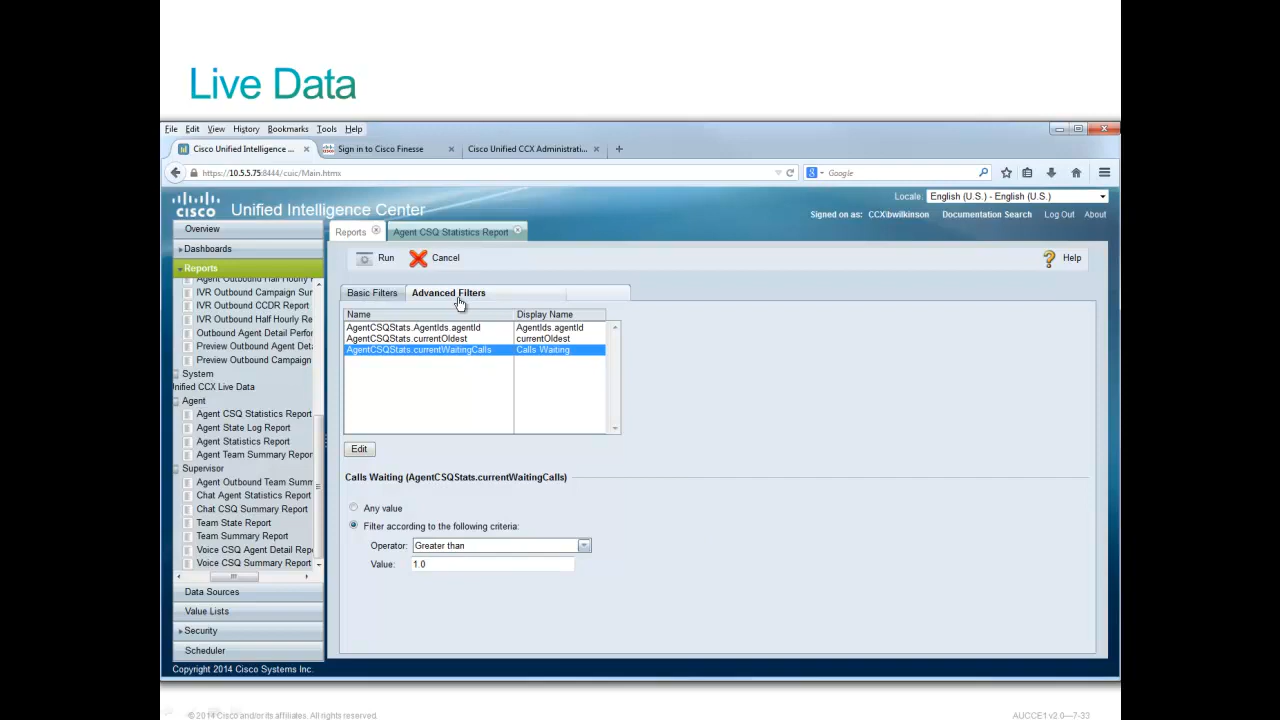 Live Data
File Edit View History Bookmarks Tools Help
Cisco Unified Intelligence ... × Sign in to Cisco Finesse × Cisco Unified CCX Administrati... × +
https://10.5.5.75:8444/cuic/Main.htmx Google
Locale: English (U.S.) - English (U.S.)
CISCO Unified Intelligence Center
Signed on as: CCX\bwilkinson Documentation Search Log Out About
Overview
Dashboards
Reports
Agent Outbound Half Hourly R
IVR Outbound Campaign Sum
IVR Outbound CCDR Report
IVR Outbound Half Hourly Re
Outbound Agent Detail Perfor
Preview Outbound Agent Deta
Preview Outbound Campaign
System
Unified CCX Live Data
Agent
Agent CSQ Statistics Report
Agent State Log Report
Agent Statistics Report
Agent Team Summary Repor
Supervisor
Agent Outbound Team Summ
Chat Agent Statistics Report
Chat CSQ Summary Report
Team State Report
Team Summary Report
Voice CSQ Agent Detail Repo
Voice CSQ Summary Report
Data Sources
Value Lists
Security
Scheduler
Reports Agent CSQ Statistics Report
Run Cancel Help
Basic Filters Advanced Filters
Name Display Name
AgentCSQStats.AgentIds.agentId AgentIds.agentId
AgentCSQStats.currentOldest currentOldest
AgentCSQStats.currentWaitingCalls Calls Waiting
Edit
Calls Waiting (AgentCSQStats.currentWaitingCalls)
Any value
Filter according to the following criteria:
Operator: Greater than
Value: 1.0
Copyright 2014 Cisco Systems Inc.
© 2014 Cisco and/or its affiliates. All rights reserved. AUCCE1 v2.0—7-33